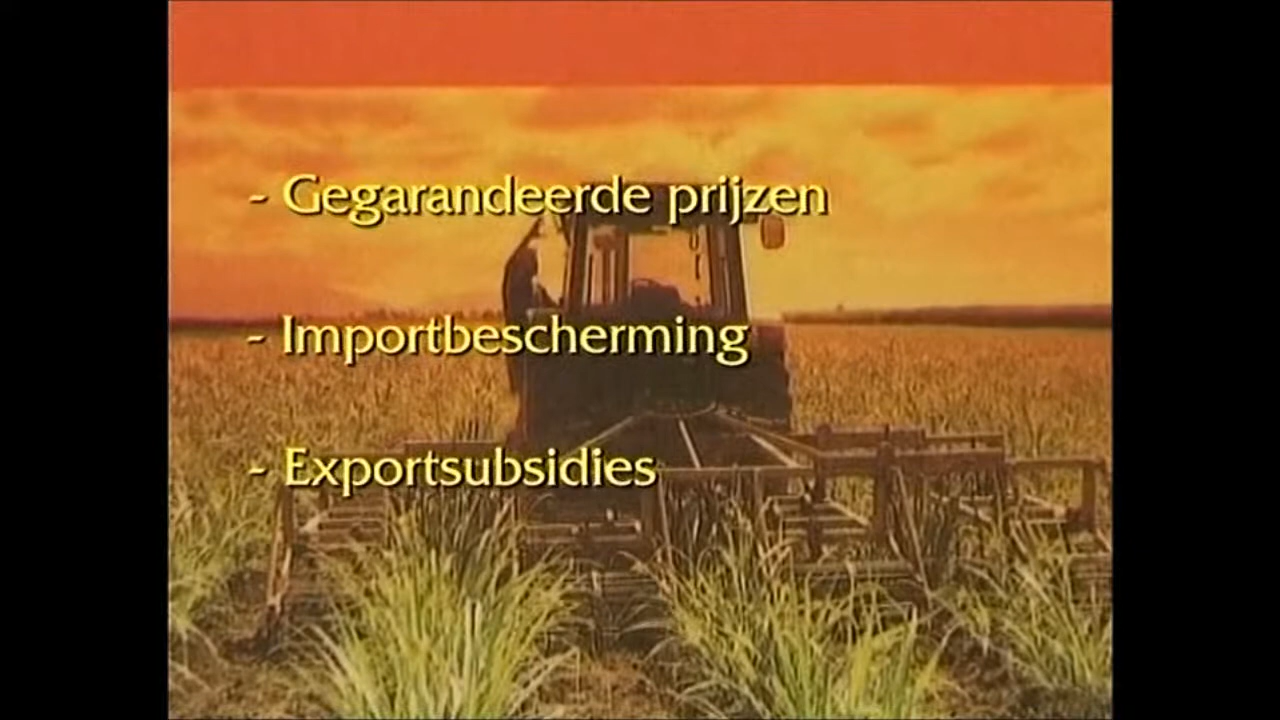 - Gegarandeerde prijzen
- Importbescherming
- Exportsubsidies